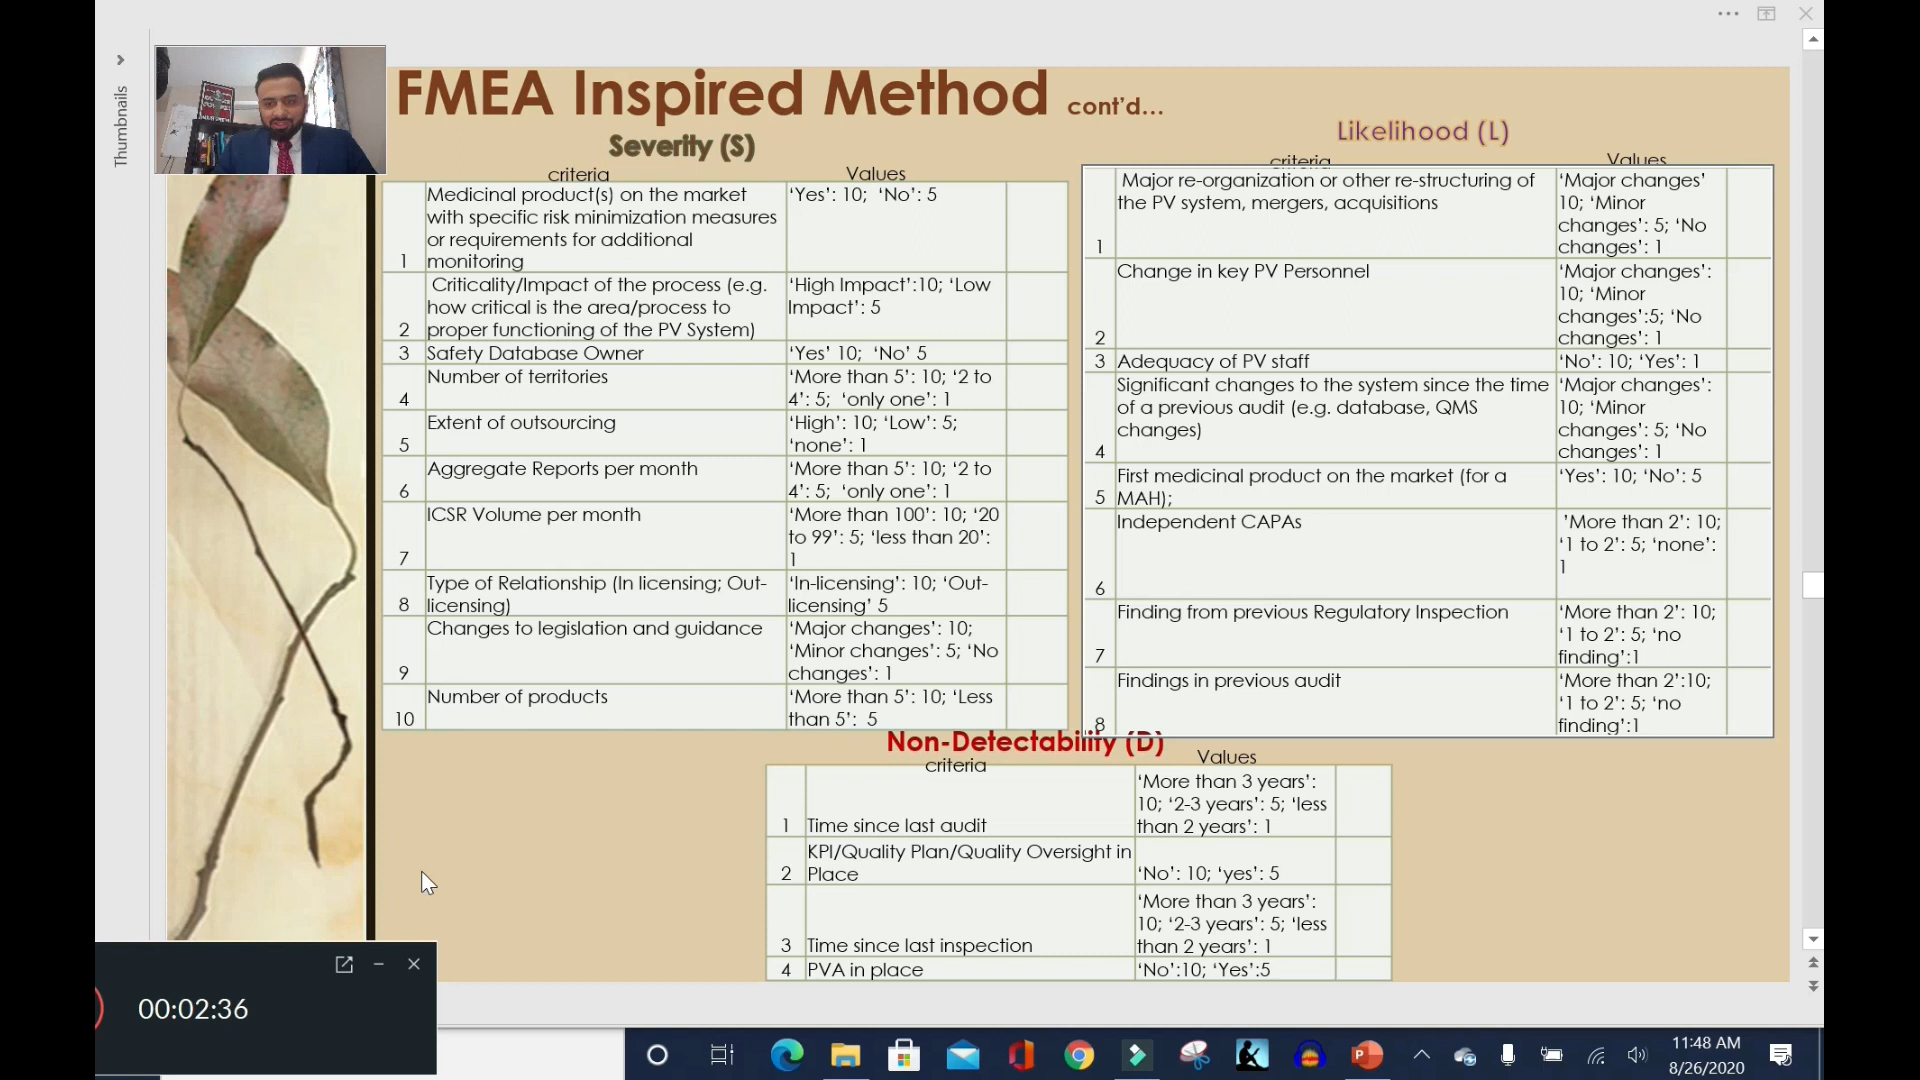 Thumbnails
FMEA Inspired Method cont'd...
Severity (S)
criteria Values
1 Medicinal product(s) on the market
with specific risk minimization measures
or requirements for additional
monitoring
‘Yes’: 10; ‘No’: 5
2 Criticality/Impact of the process (e.g.
how critical is the area/process to
proper functioning of the PV System)
‘High Impact’:10; ‘Low
Impact’: 5
3 Safety Database Owner
‘Yes’ 10; ‘No’ 5
4 Number of territories
‘More than 5’: 10; ‘2 to
4’: 5; ‘only one’: 1
5 Extent of outsourcing
‘High’: 10; ‘Low’: 5;
‘none’: 1
6 Aggregate Reports per month
‘More than 5’: 10; ‘2 to
4’: 5; ‘only one’: 1
7 ICSR Volume per month
‘More than 100’: 10; ‘20
to 99’: 5; ‘less than 20’:
1
8 Type of Relationship (In licensing; Out-
licensing)
‘In-licensing’: 10; ‘Out-
licensing’ 5
9 Changes to legislation and guidance
‘Major changes’: 10;
‘Minor changes’: 5; ‘No
changes’: 1
10 Number of products
‘More than 5’: 10; ‘Less
than 5’: 5
Likelihood (L)
criteria Values
1 Major re-organization or other re-structuring of
the PV system, mergers, acquisitions
‘Major changes’
10; ‘Minor
changes’: 5; ‘No
changes’: 1
2 Change in key PV Personnel
‘Major changes’:
10; ‘Minor
changes’:5; ‘No
changes’: 1
3 Adequacy of PV staff
‘No’: 10; ‘Yes’: 1
4 Significant changes to the system since the time
of a previous audit (e.g. database, QMS
changes)
‘Major changes’:
10; ‘Minor
changes’: 5; ‘No
changes’: 1
5 First medicinal product on the market (for a
MAH);
‘Yes’: 10; ‘No’: 5
6 Independent CAPAs
’More than 2’: 10;
‘1 to 2’: 5; ‘none’:
1
7 Finding from previous Regulatory Inspection
‘More than 2’: 10;
‘1 to 2’: 5; ‘no
finding’:1
8 Findings in previous audit
‘More than 2’:10;
‘1 to 2’: 5; ‘no
finding’:1
Non-Detectability (D)
criteria Values
1 Time since last audit
‘More than 3 years’:
10; ‘2-3 years’: 5; ‘less
than 2 years’: 1
2 KPI/Quality Plan/Quality Oversight in
Place
‘No’: 10; ‘yes’: 5
3 Time since last inspection
‘More than 3 years’:
10; ‘2-3 years’: 5; ‘less
than 2 years’: 1
4 PVA in place
‘No’:10; ‘Yes’:5
00:02:36
11:48 AM
8/26/2020